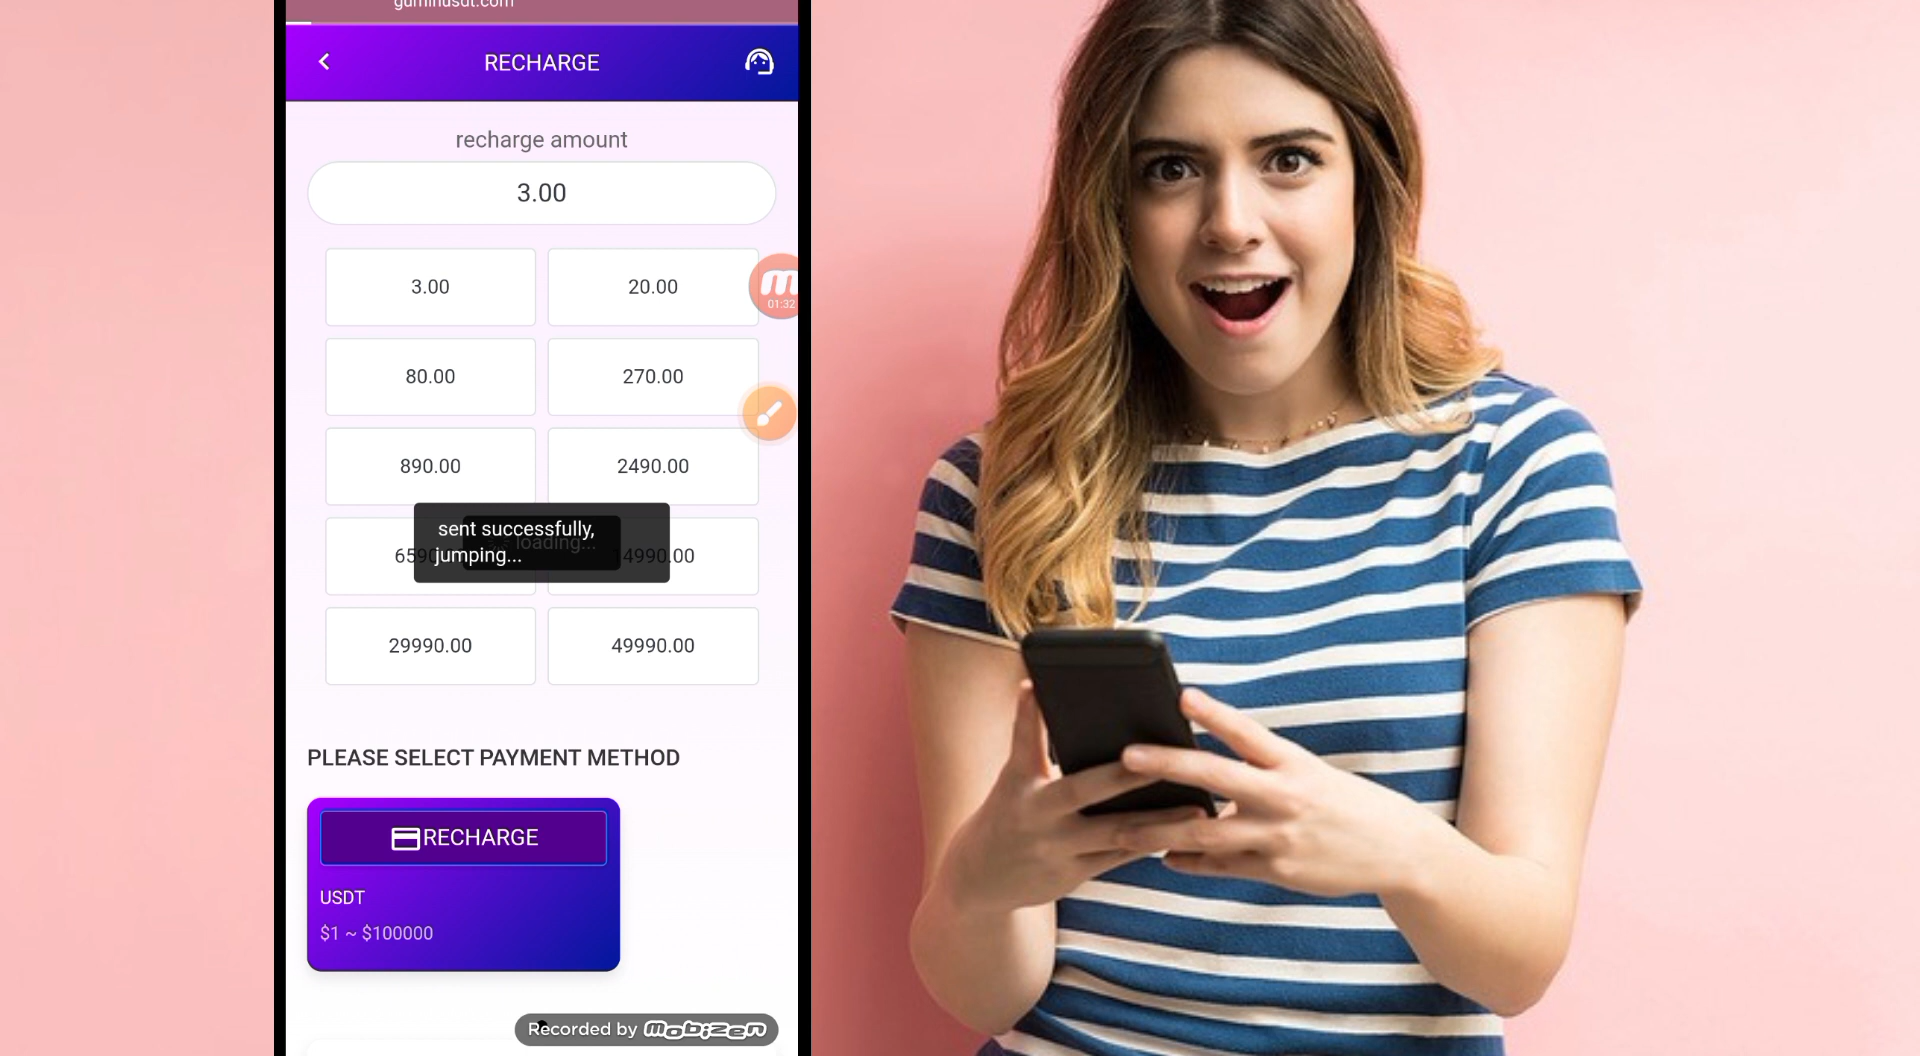 RECHARGE
recharge amount
3.00
3.00
20.00
01:32
80.00
270.00
890.00
2490.00
sent successfully,
loading...
jumping...
29990.00
49990.00
PLEASE SELECT PAYMENT METHOD
RECHARGE
USDT
$1 ~ $100000
Recorded by mobizen